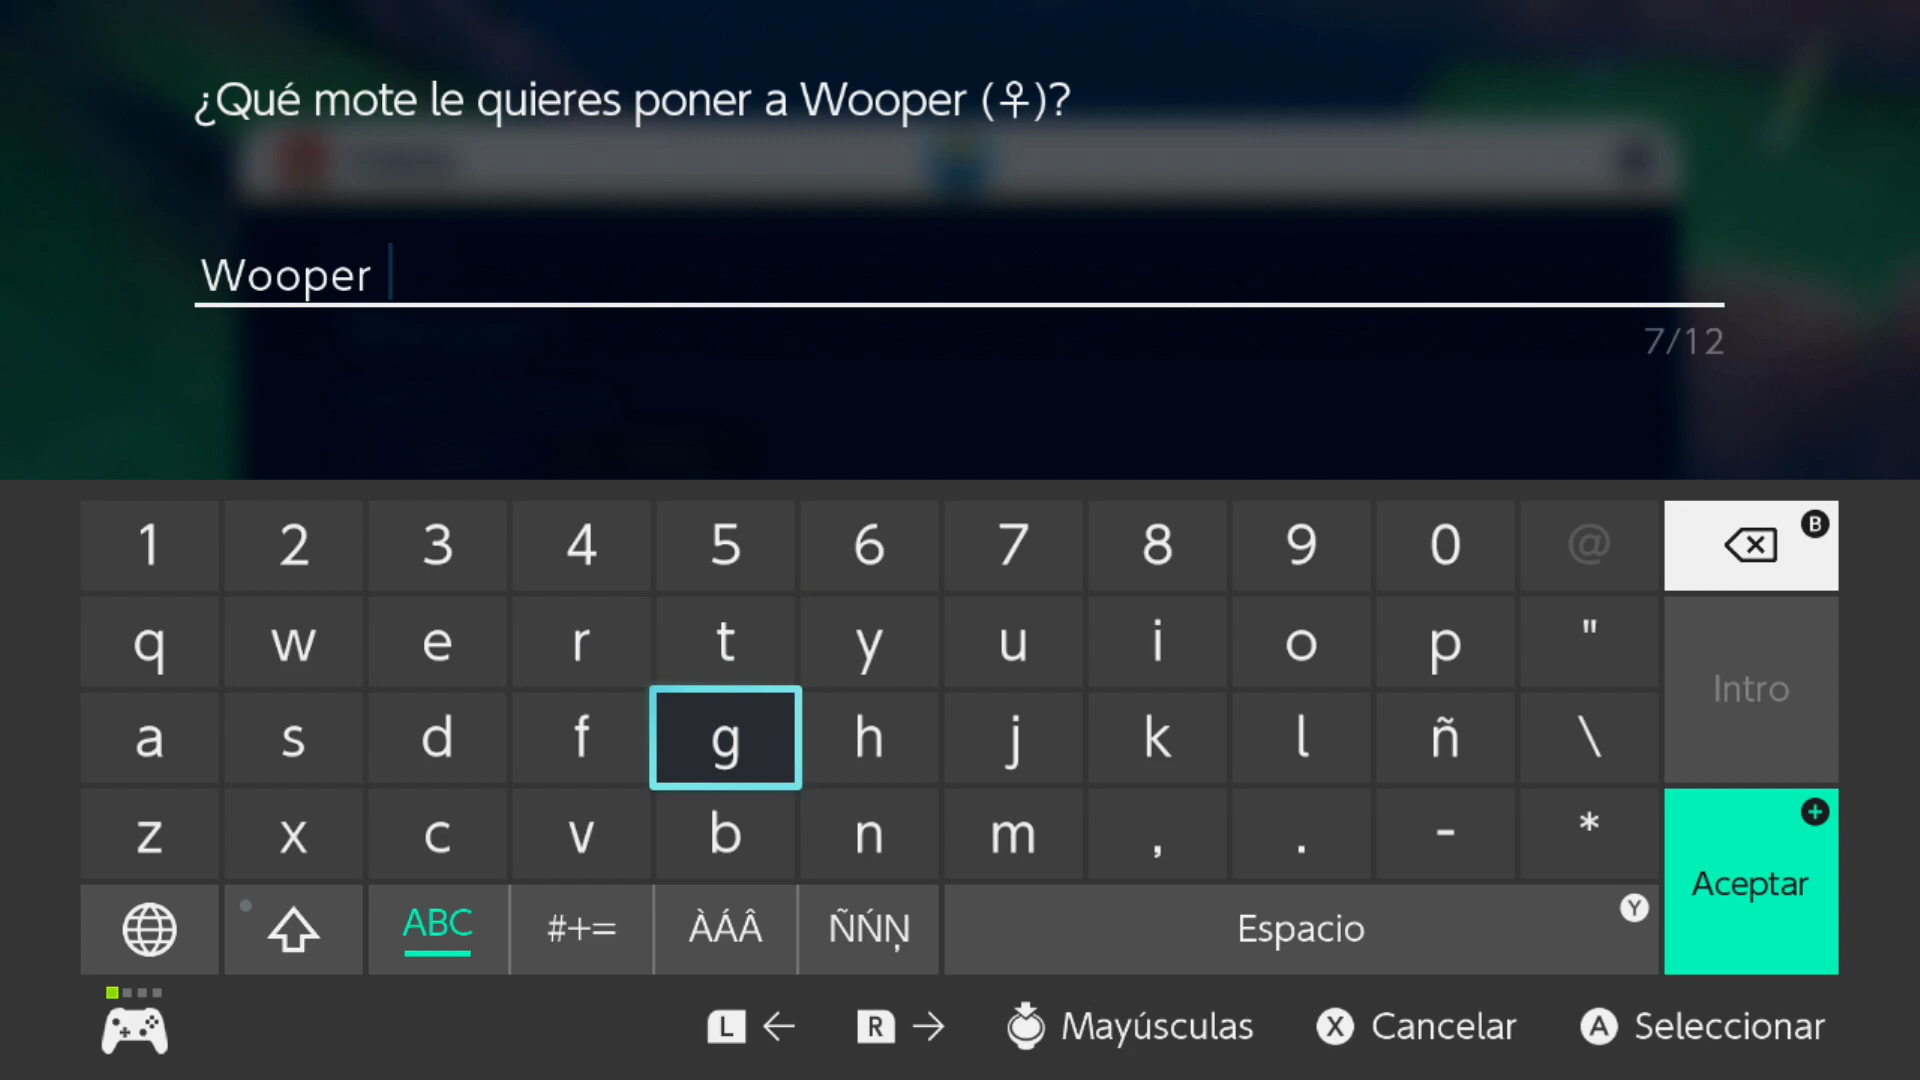 ¿Qué mote le quieres poner a Wooper (♀)?
Wooper
7/12
1 2 3 4 5 6 7 8 9 0 @ B
q w e r t y u i o p "
Intro
a s d f g h j k l ñ \
z x c v b n m , . - * +
Aceptar
ABC #+= ÀÁÂ ÑŃŅ Espacio Y
L ← R → Mayúsculas X Cancelar A Seleccionar